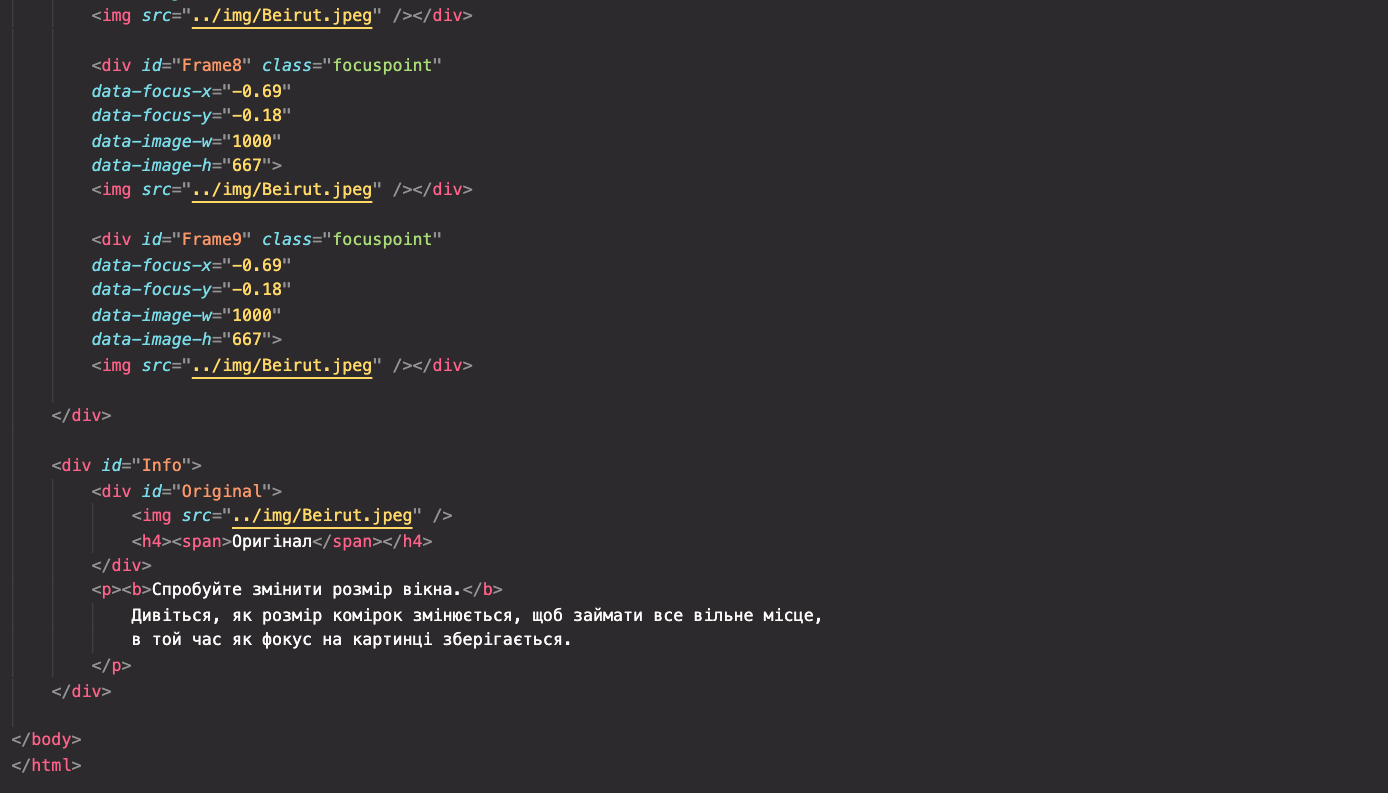 <img src="../img/Beirut.jpeg" /></div>
<div id="Frame8" class="focuspoint"
data-focus-x="-0.69"
data-focus-y="-0.18"
data-image-w="1000"
data-image-h="667">
<img src="../img/Beirut.jpeg" /></div>
<div id="Frame9" class="focuspoint"
data-focus-x="-0.69"
data-focus-y="-0.18"
data-image-w="1000"
data-image-h="667">
<img src="../img/Beirut.jpeg" /></div>
</div>
<div id="Info">
<div id="Original">
<img src="../img/Beirut.jpeg" />
<h4><span>Оригінал</span></h4>
</div>
<p><b>Спробуйте змінити розмір вікна.</b>
Дивіться, як розмір комірок змінюється, щоб займати все вільне місце,
в той час як фокус на картинці зберігається.
</p>
</div>
</body>
</html>